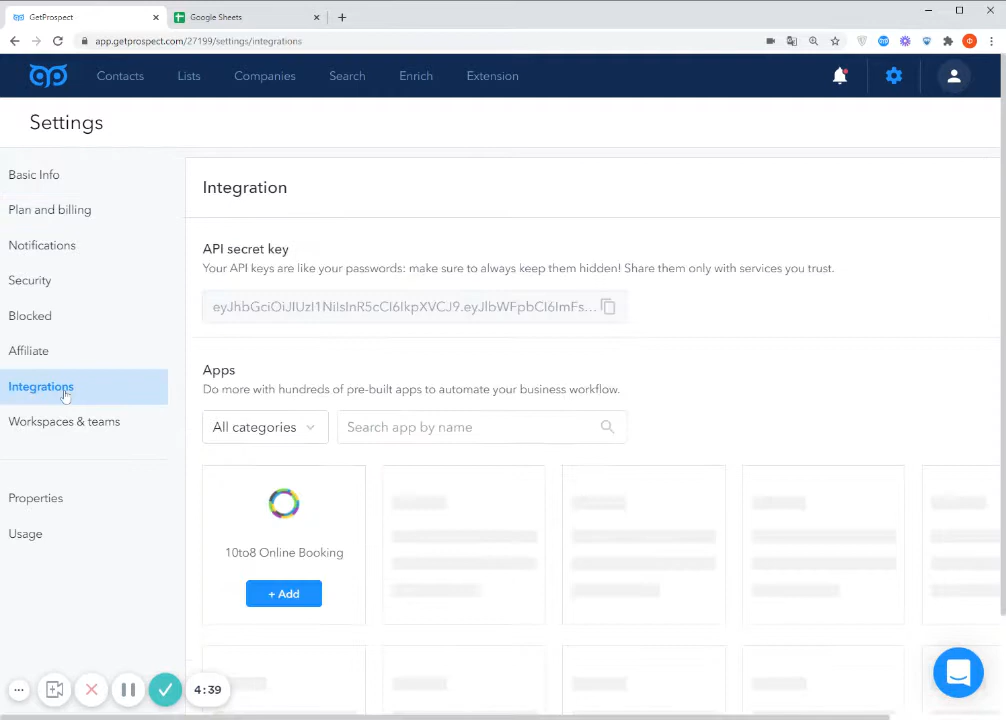 GetProspect
Google Sheets
app.getprospect.com/27199/settings/integrations
Contacts
Lists
Companies
Search
Enrich
Extension
Settings
Basic Info
Plan and billing
Notifications
Security
Blocked
Affiliate
Integrations
Workspaces & teams
Properties
Usage
Integration
API secret key
Your API keys are like your passwords: make sure to always keep them hidden! Share them only with services you trust.
Apps
Do more with hundreds of pre-built apps to automate your business workflow.
All categories
Search app by name
10to8 Online Booking
+ Add
4:39